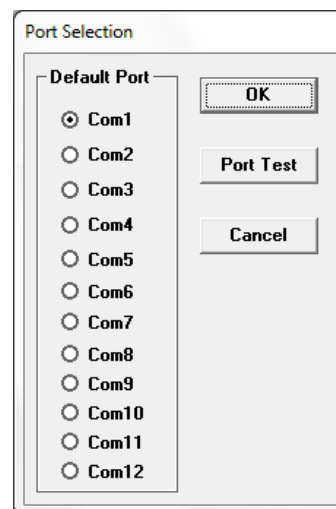 Port Selection
Default Port
Com1
Com2
Com3
Com4
Com5
Com6
Com7
Com8
Com9
Com10
Com11
Com12
OK
Port Test
Cancel